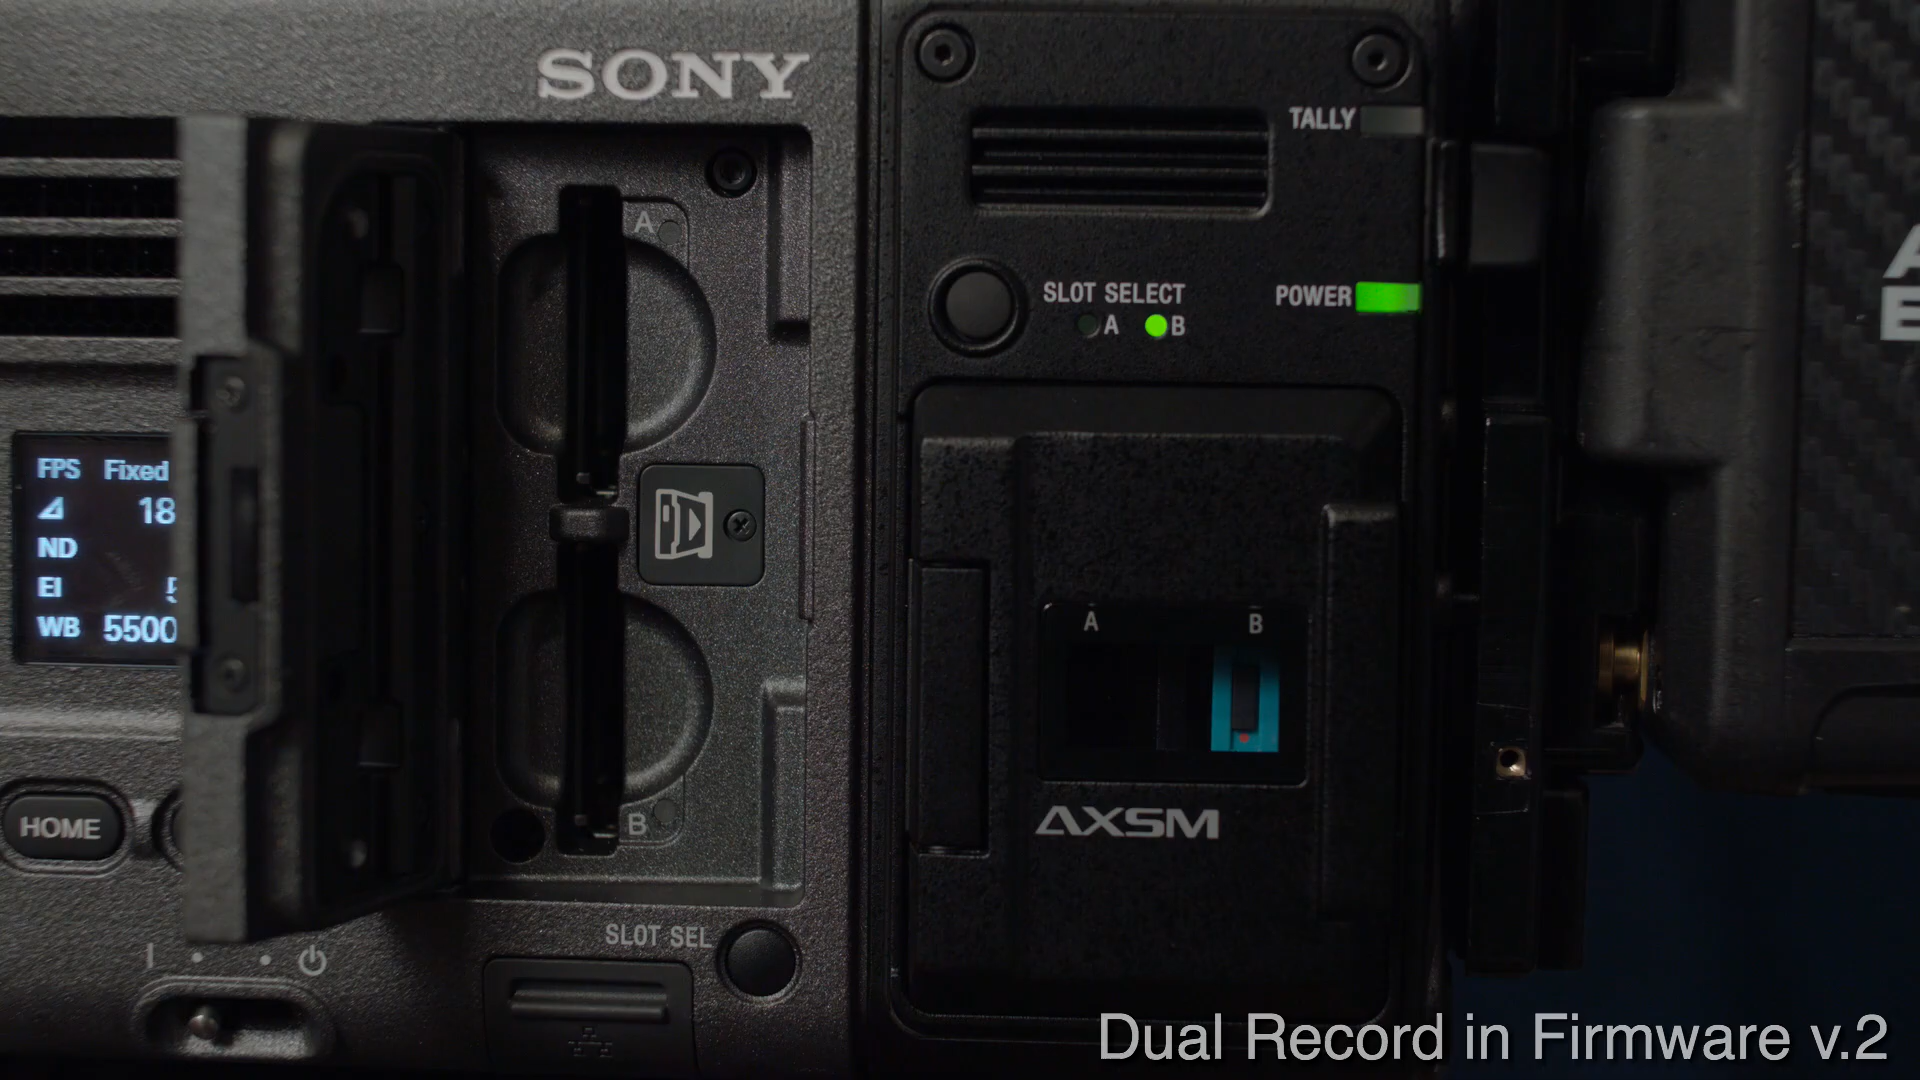 SONY
TALLY
SLOT SELECT
A B
POWER
A
B
FPS Fixed
18
ND
EI 5
WB 5500
HOME
SLOT SEL
A B
AXSM
Dual Record in Firmware v.2